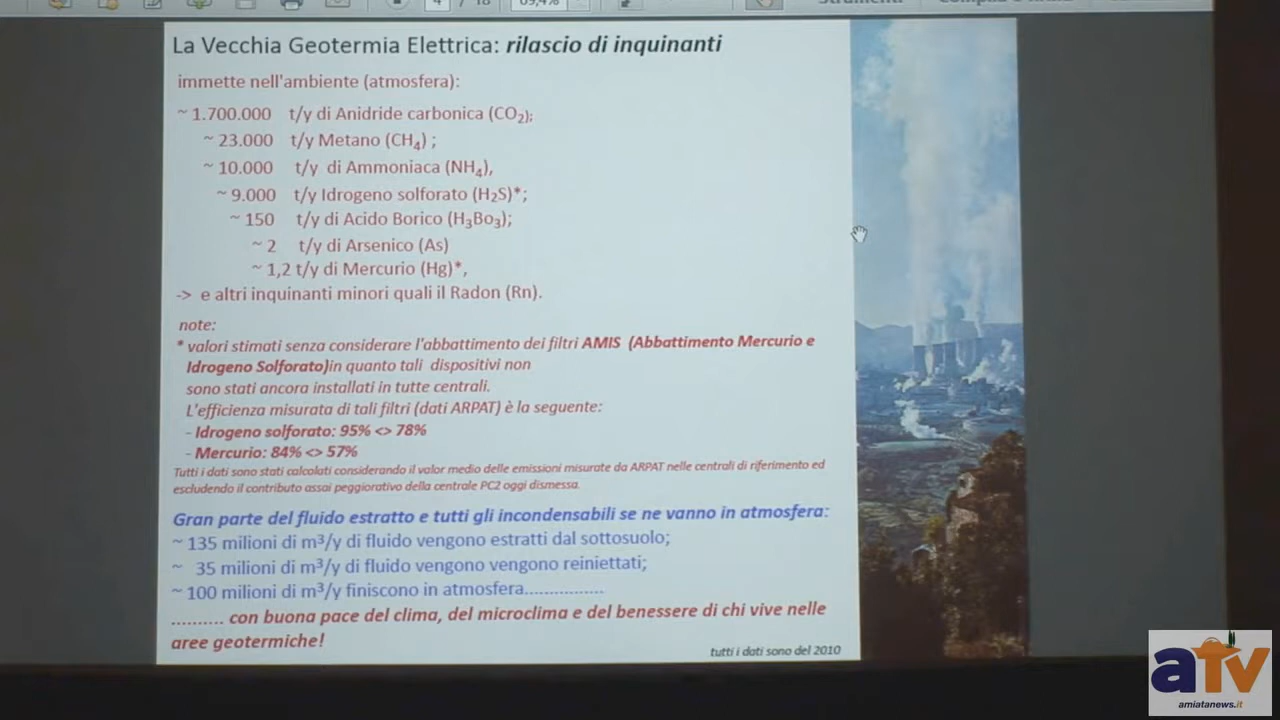 4 / 18 69,4%
La Vecchia Geotermia Elettrica: rilascio di inquinanti
immette nell'ambiente (atmosfera):
~ 1.700.000 t/y di Anidride carbonica (CO2);
~ 23.000 t/y Metano (CH4) ;
~ 10.000 t/y di Ammoniaca (NH4),
~ 9.000 t/y Idrogeno solforato (H2S)*;
~ 150 t/y di Acido Borico (H3Bo3);
~ 2 t/y di Arsenico (As)
~ 1,2 t/y di Mercurio (Hg)*,
-> e altri inquinanti minori quali il Radon (Rn).
note:
* valori stimati senza considerare l'abbattimento dei filtri AMIS (Abbattimento Mercurio e
Idrogeno Solforato)in quanto tali dispositivi non
sono stati ancora installati in tutte centrali.
L'efficienza misurata di tali filtri (dati ARPAT) è la seguente:
- Idrogeno solforato: 95% <> 78%
- Mercurio: 84% <> 57%
Tutti i dati sono stati calcolati considerando il valor medio delle emissioni misurate da ARPAT nelle centrali di riferimento ed
escludendo il contributo assai peggiorativo della centrale PC2 oggi dismessa.
Gran parte del fluido estratto e tutti gli incondensabili se ne vanno in atmosfera:
~ 135 milioni di m³/y di fluido vengono estratti dal sottosuolo;
~ 35 milioni di m³/y di fluido vengono vengono reiniettati;
~ 100 milioni di m³/y finiscono in atmosfera................
.......... con buona pace del clima, del microclima e del benessere di chi vive nelle
aree geotermiche!
tutti i dati sono del 2010
aTv
amiatanews.it